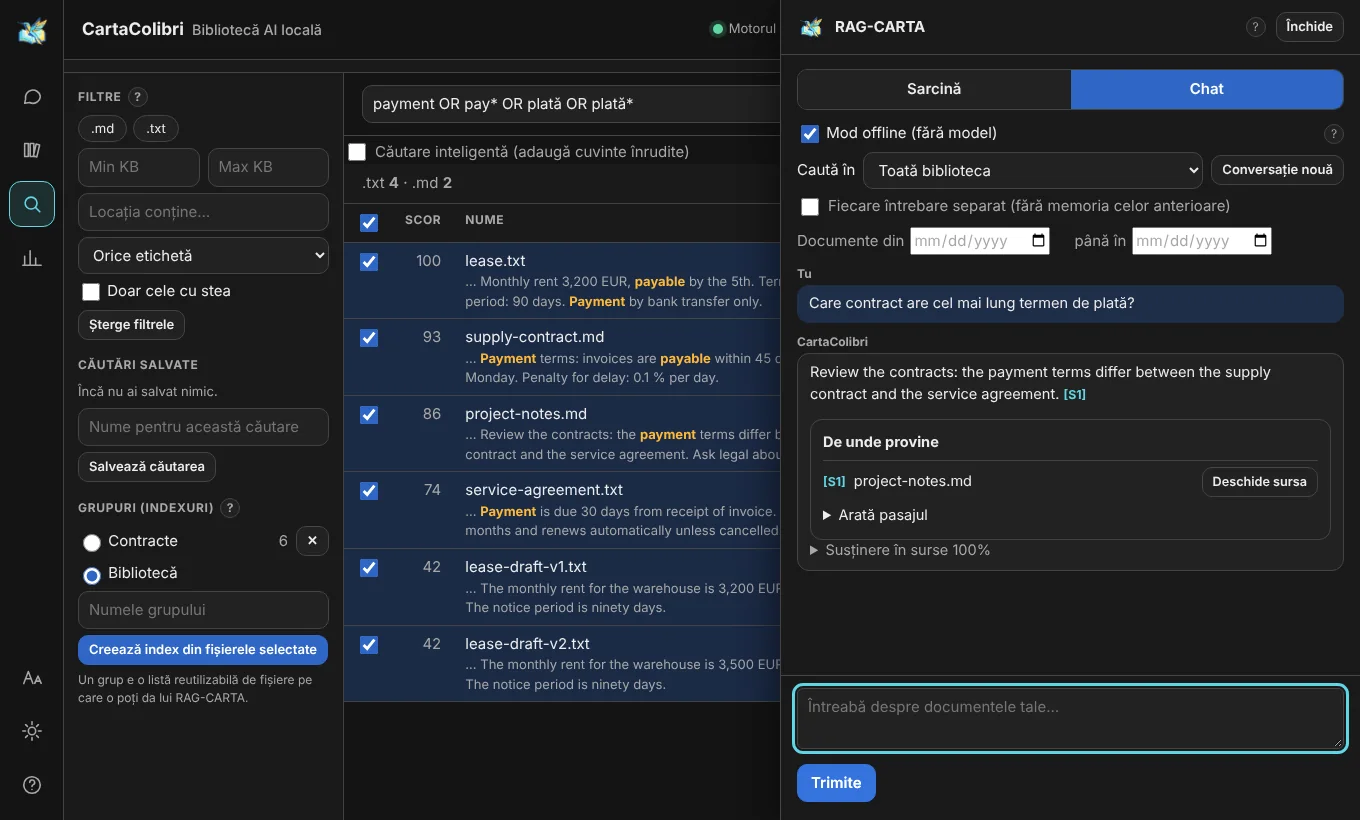 CartaColibri Bibliotecă AI locală
Motorul
FILTRE ?
.md .txt
Min KB Max KB
Locația conține...
Orice etichetă
Doar cele cu stea
Șterge filtrele
CĂUTĂRI SALVATE
Încă nu ai salvat nimic.
Nume pentru această căutare
Salvează căutarea
GRUPURI (INDEXURI) ?
Contracte 6 ✕
Bibliotecă
Numele grupului
Creează index din fișierele selectate
Un grup e o listă reutilizabilă de fișiere pe
care o poți da lui RAG-CARTA.
AA
payment OR pay* OR plată OR plată*
Căutare inteligentă (adaugă cuvinte înrudite)
.txt 4 · .md 2
SCOR NUME
100 lease.txt
... Monthly rent 3,200 EUR, payable by the 5th.
period: 90 days. Payment by bank transfer only.
93 supply-contract.md
... Payment terms: invoices are payable within 45
Monday. Penalty for delay: 0.1 % per day.
86 project-notes.md
... Review the contracts: the payment terms differ
contract and the service agreement. Ask legal
74 service-agreement.txt
... Payment is due 30 days from receipt of invoice.
months and renews automatically unless cancelled
42 lease-draft-v1.txt
... The monthly rent for the warehouse is 3,200 EUR
The notice period is ninety days.
42 lease-draft-v2.txt
... The monthly rent for the warehouse is 3,500 EUR
The notice period is ninety days.
RAG-CARTA ? Închide
Sarcină Chat
Mod offline (fără model) ?
Caută în Toată biblioteca Conversație nouă
Fiecare întrebare separat (fără memoria celor anterioare)
Documente din mm/dd/yyyy până în mm/dd/yyyy
Tu
Care contract are cel mai lung termen de plată?
CartaColibri
Review the contracts: the payment terms differ between the supply
contract and the service agreement. [S1]
De unde provine
[S1] project-notes.md Deschide sursa
Arată pasajul
Susținere în surse 100%
Întreabă despre documentele tale...
Trimite